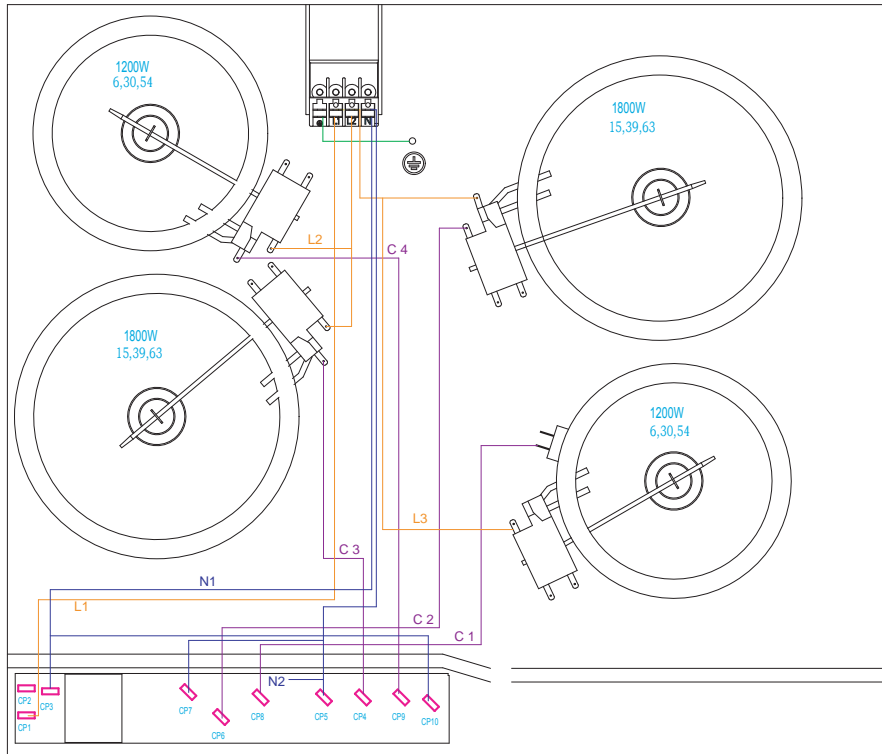 1200W
6,30,54
L1 L2 N
1800W
15,39,63
L2
C 4
1800W
15,39,63
1200W
6,30,54
L3
C 3
N1
L1
C 2
C 1
N2
CP2
CP3
CP1
CP7
CP6
CP8
CP5
CP4
CP9
CP10